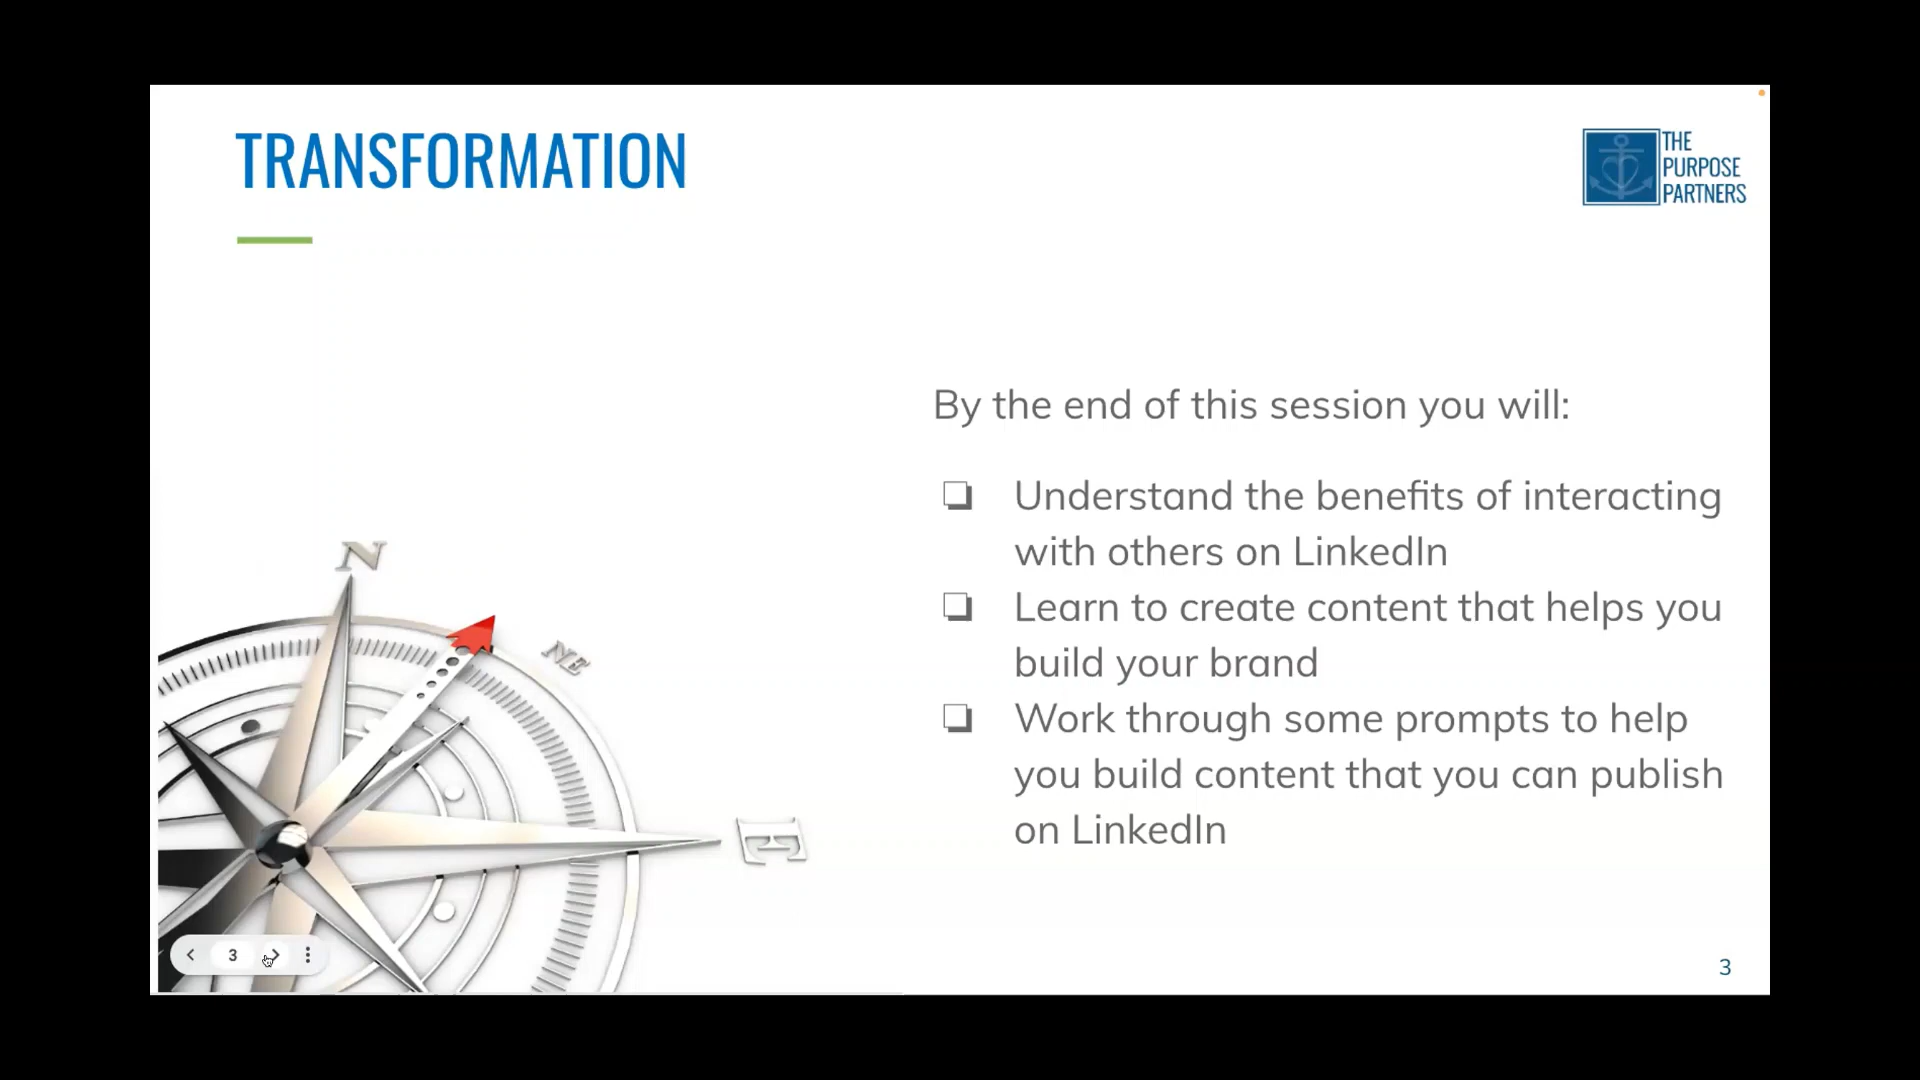 TRANSFORMATION
THE
PURPOSE
PARTNERS
By the end of this session you will:
❏ Understand the benefits of interacting
with others on LinkedIn
❏ Learn to create content that helps you
build your brand
❏ Work through some prompts to help
you build content that you can publish
on LinkedIn
N
NE
E
3
3